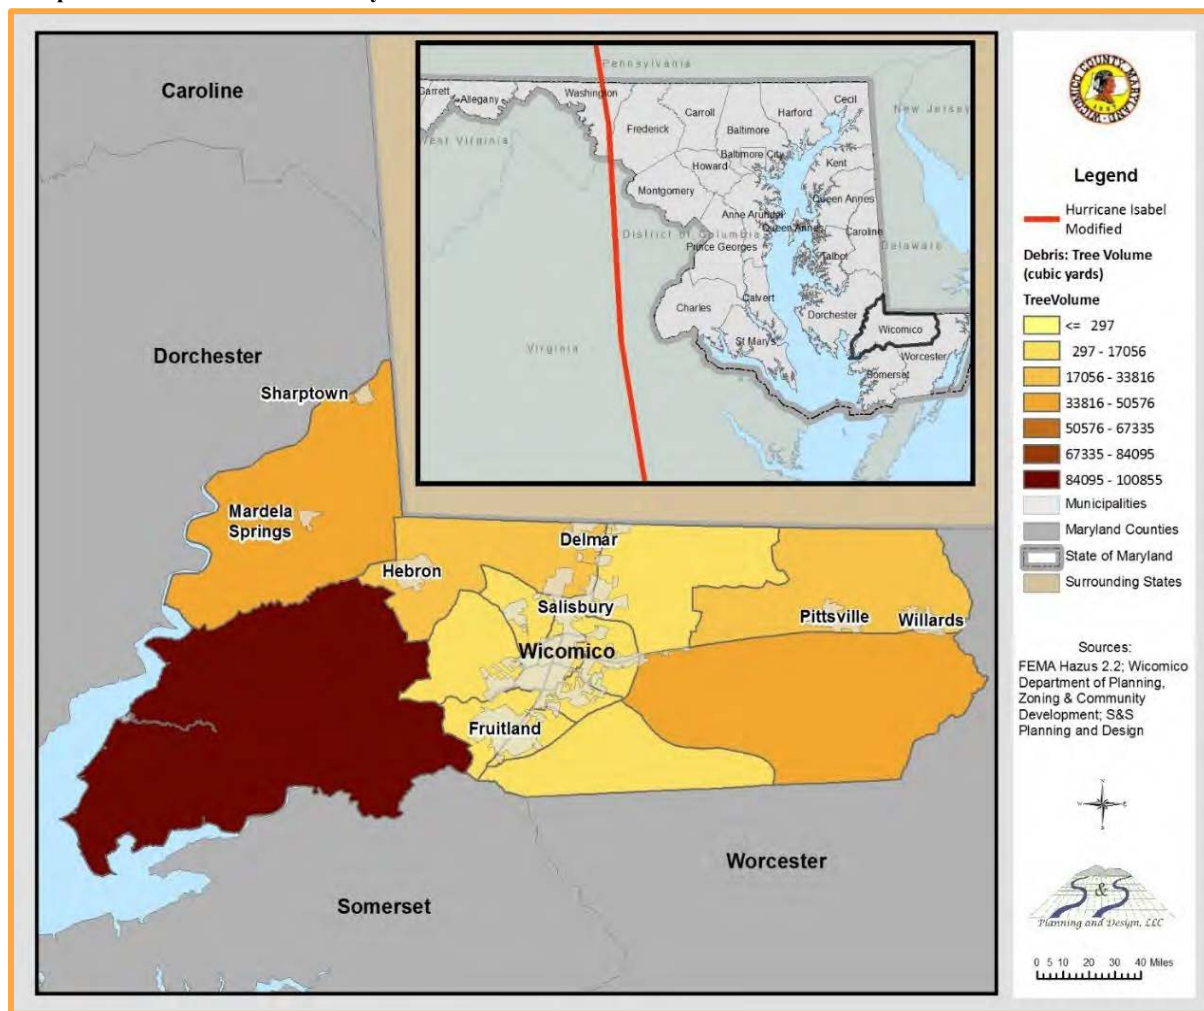 Caroline
Dorchester
Sharptown
Mardela
Springs
Hebron
Delmar
Salisbury
Wicomico
Fruitland
Pittsville
Willards
Worcester
Somerset
Pennsylvania
New Jersey
West Virginia
Virginia
Delaware
District of Columbia
Garrett
Allegany
Washington
Frederick
Carroll
Baltimore
Harford
Cecil
Baltimore City
Howard
Kent
Montgomery
Queen Annes
Anne Arundel
Queen Annes
Caroline
Prince Georges
Talbot
Charles
Calvert
Dorchester
St Marys
Wicomico
Worcester
Somerset
WICOMICO COUNTY, MARYLAND
1867
Legend
Hurricane Isabel
Modified
Debris: Tree Volume
(cubic yards)
TreeVolume
<= 297
297 - 17056
17056 - 33816
33816 - 50576
50576 - 67335
67335 - 84095
84095 - 100855
Municipalities
Maryland Counties
State of Maryland
Surrounding States
Sources:
FEMA Hazus 2.2; Wicomico
Department of Planning,
Zoning & Community
Development; S&S
Planning and Design
N
W E
S
S & S
Planning and Design, LLC
0 5 10 20 30 40 Miles